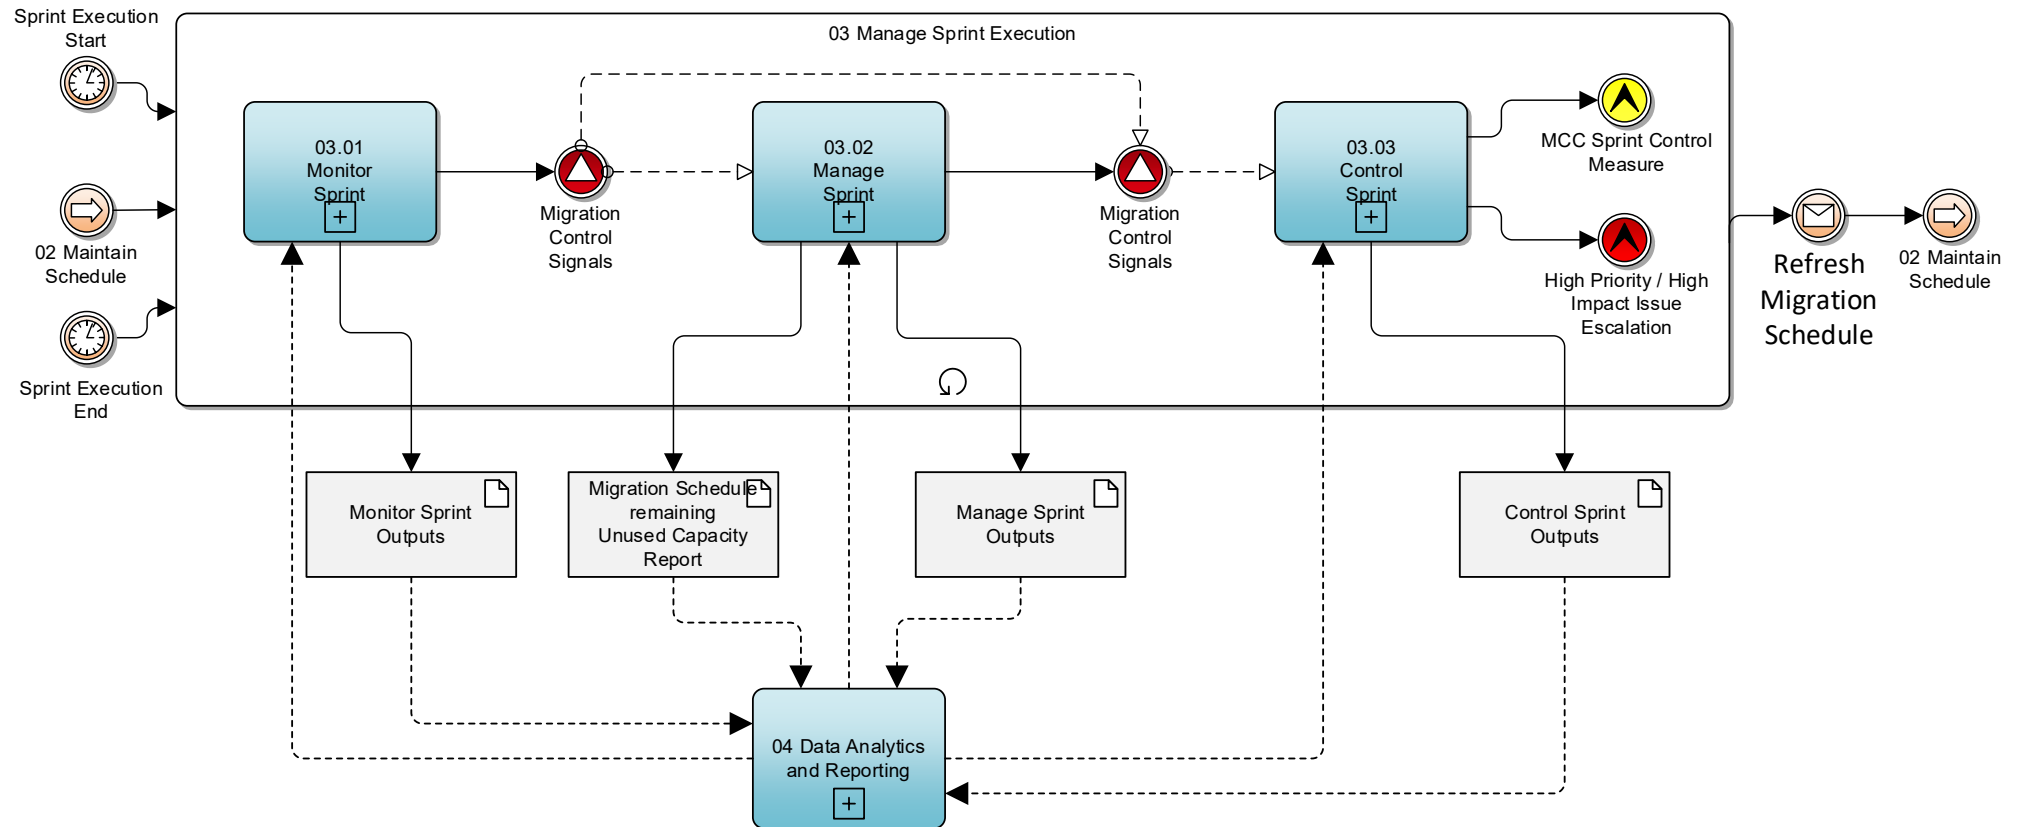 Sprint Execution
Start
03 Manage Sprint Execution
03.01
Monitor
Sprint
Migration
Control
Signals
03.02
Manage
Sprint
Migration
Control
Signals
03.03
Control
Sprint
MCC Sprint Control
Measure
High Priority / High
Impact Issue
Escalation
02 Maintain
Schedule
Sprint Execution
End
Refresh
Migration
Schedule
02 Maintain
Schedule
Monitor Sprint
Outputs
Migration Schedule
remaining
Unused Capacity
Report
Manage Sprint
Outputs
Control Sprint
Outputs
04 Data Analytics
and Reporting